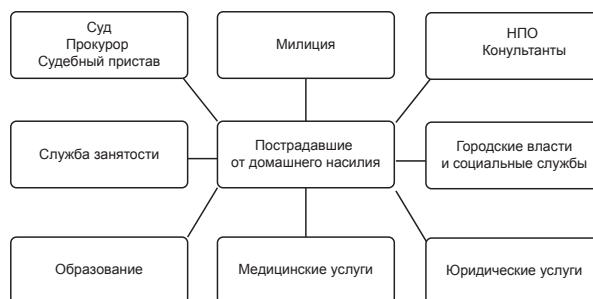 Суд
Прокурор
Судебный пристав
Милиция
НПО
Конультанты
Служба занятости
Пострадавшие
от домашнего насилия
Городские власти
и социальные службы
Образование
Медицинские услуги
Юридические услуги